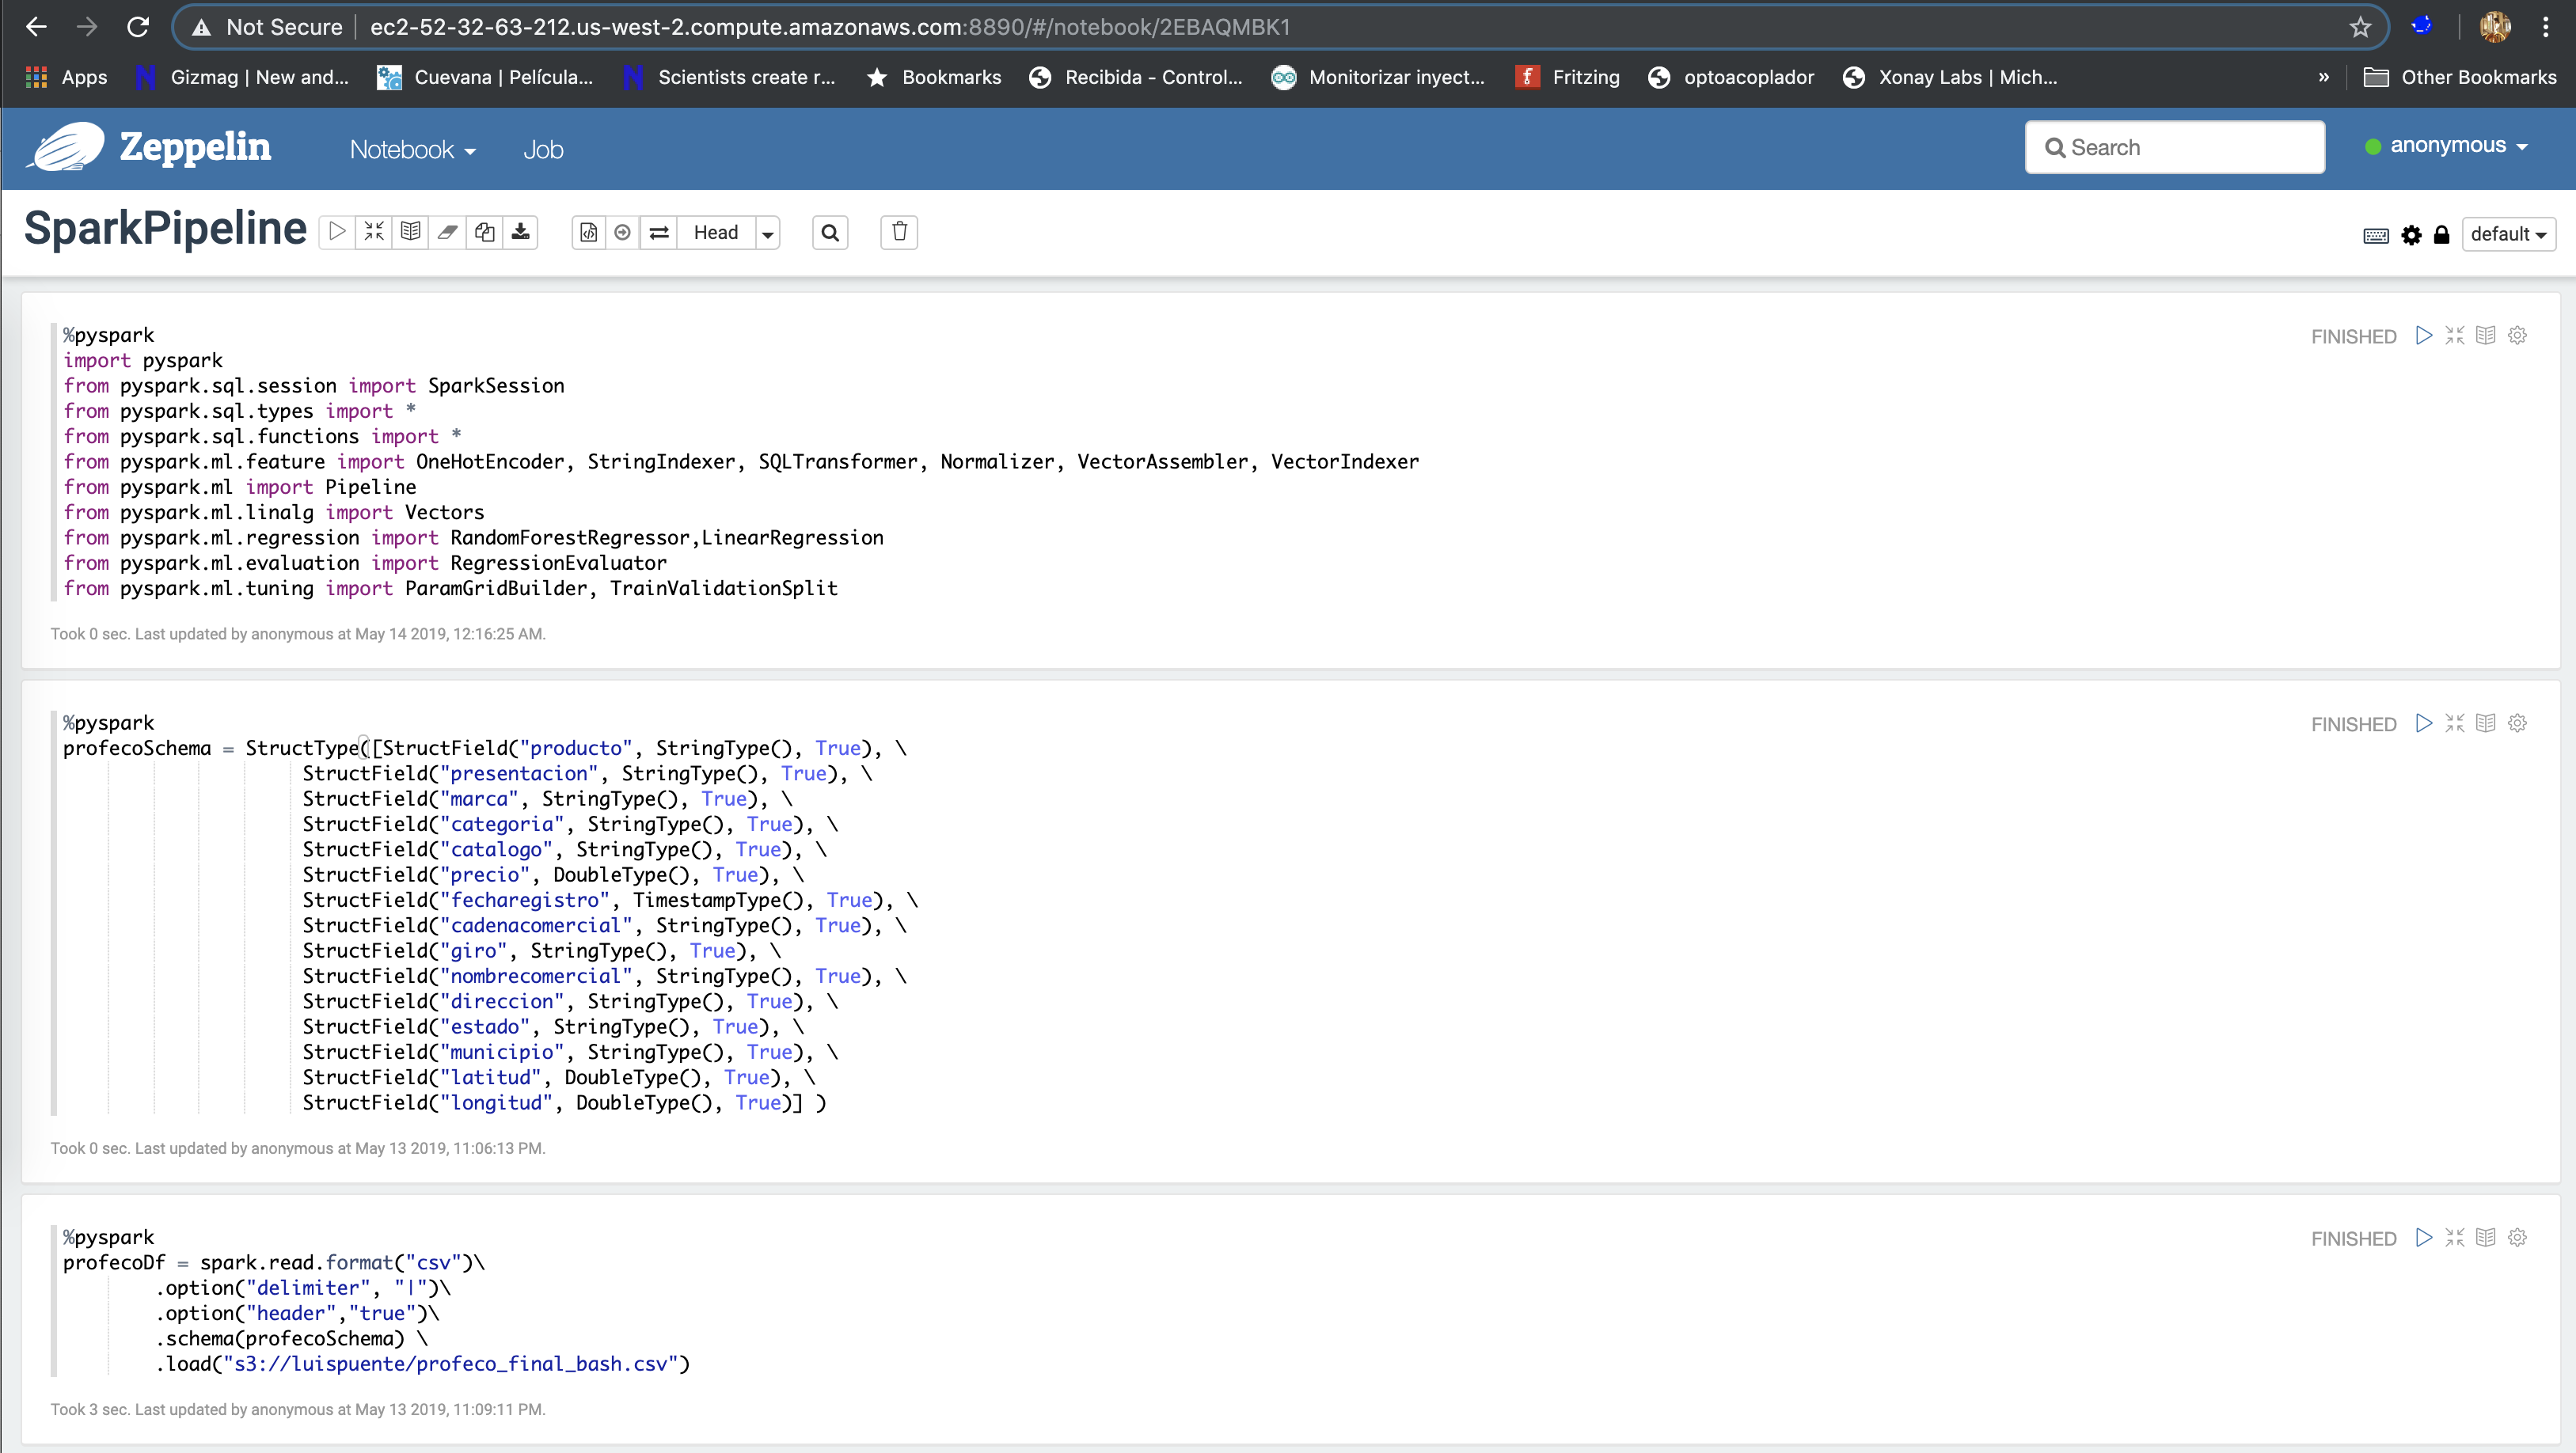 Not Secure ec2-52-32-63-212.us-west-2.compute.amazonaws.com:8890/#/notebook/2EBAQMBK1
Apps Gizmag | New and... Cuevana | Película... Scientists create r... Bookmarks Recibida - Control... Monitorizar inyect... Fritzing optoacoplador Xonay Labs | Mich... » Other Bookmarks
Zeppelin Notebook Job Search anonymous
SparkPipeline Head default
%pyspark FINISHED
import pyspark
from pyspark.sql.session import SparkSession
from pyspark.sql.types import *
from pyspark.sql.functions import *
from pyspark.ml.feature import OneHotEncoder, StringIndexer, SQLTransformer, Normalizer, VectorAssembler, VectorIndexer
from pyspark.ml import Pipeline
from pyspark.ml.linalg import Vectors
from pyspark.ml.regression import RandomForestRegressor,LinearRegression
from pyspark.ml.evaluation import RegressionEvaluator
from pyspark.ml.tuning import ParamGridBuilder, TrainValidationSplit
Took 0 sec. Last updated by anonymous at May 14 2019, 12:16:25 AM.
%pyspark FINISHED
profecoSchema = StructType([StructField("producto", StringType(), True), \
StructField("presentacion", StringType(), True), \
StructField("marca", StringType(), True), \
StructField("categoria", StringType(), True), \
StructField("catalogo", StringType(), True), \
StructField("precio", DoubleType(), True), \
StructField("fecharegistro", TimestampType(), True), \
StructField("cadenacomercial", StringType(), True), \
StructField("giro", StringType(), True), \
StructField("nombrecomercial", StringType(), True), \
StructField("direccion", StringType(), True), \
StructField("estado", StringType(), True), \
StructField("municipio", StringType(), True), \
StructField("latitud", DoubleType(), True), \
StructField("longitud", DoubleType(), True)] )
Took 0 sec. Last updated by anonymous at May 13 2019, 11:06:13 PM.
%pyspark FINISHED
profecoDf = spark.read.format("csv")\
.option("delimiter", "|")\
.option("header","true")\
.schema(profecoSchema) \
.load("s3://luispuente/profeco_final_bash.csv")
Took 3 sec. Last updated by anonymous at May 13 2019, 11:09:11 PM.